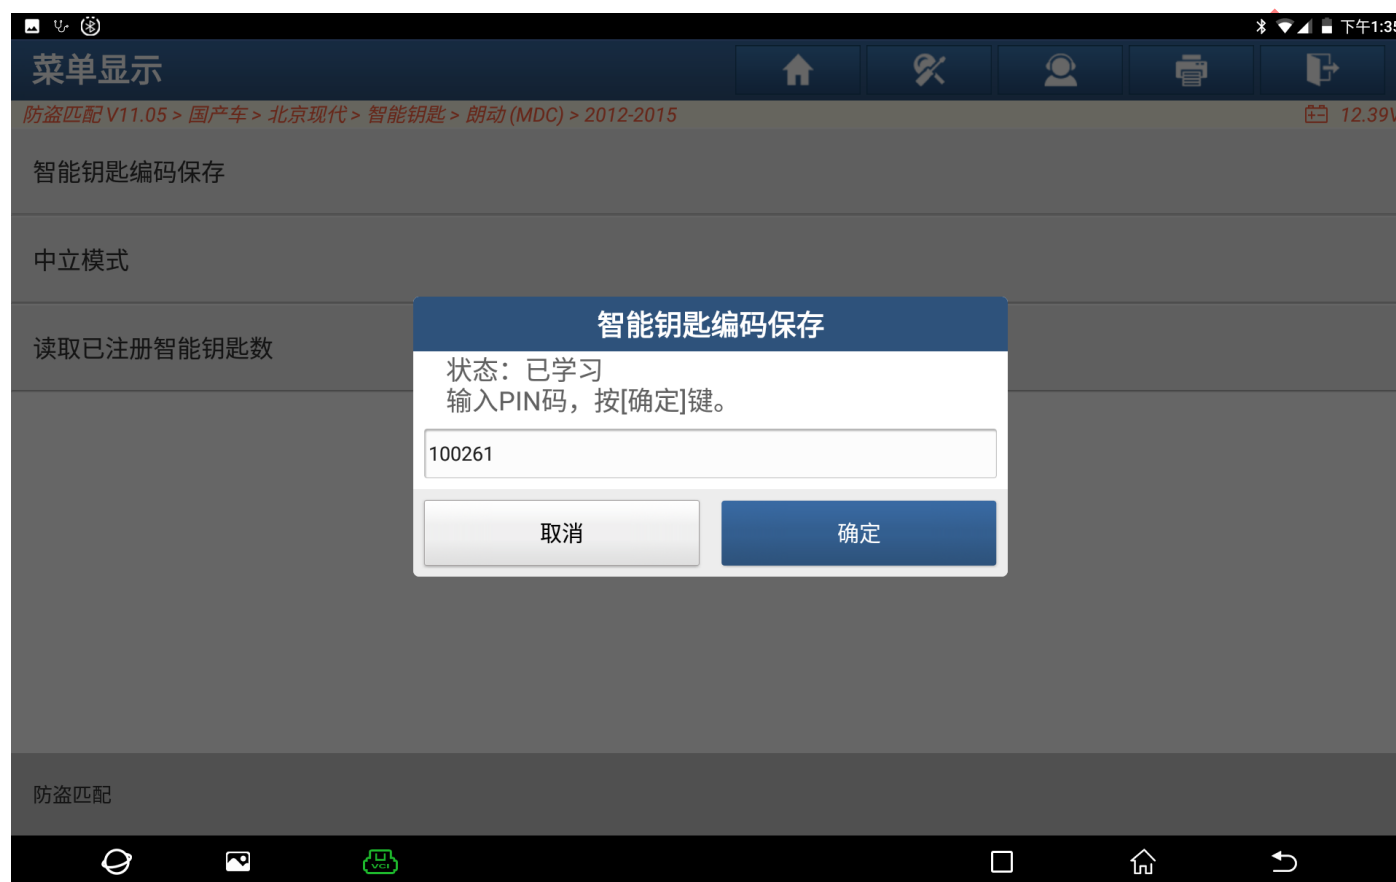 下午1:35
菜单显示
防盗匹配 V11.05 > 国产车 > 北京现代 > 智能钥匙 > 朗动 (MDC) > 2012-2015
12.39V
智能钥匙编码保存
中立模式
读取已注册智能钥匙数
智能钥匙编码保存
状态：已学习
输入PIN码，按[确定]键。
100261
取消
确定
防盗匹配
VCI